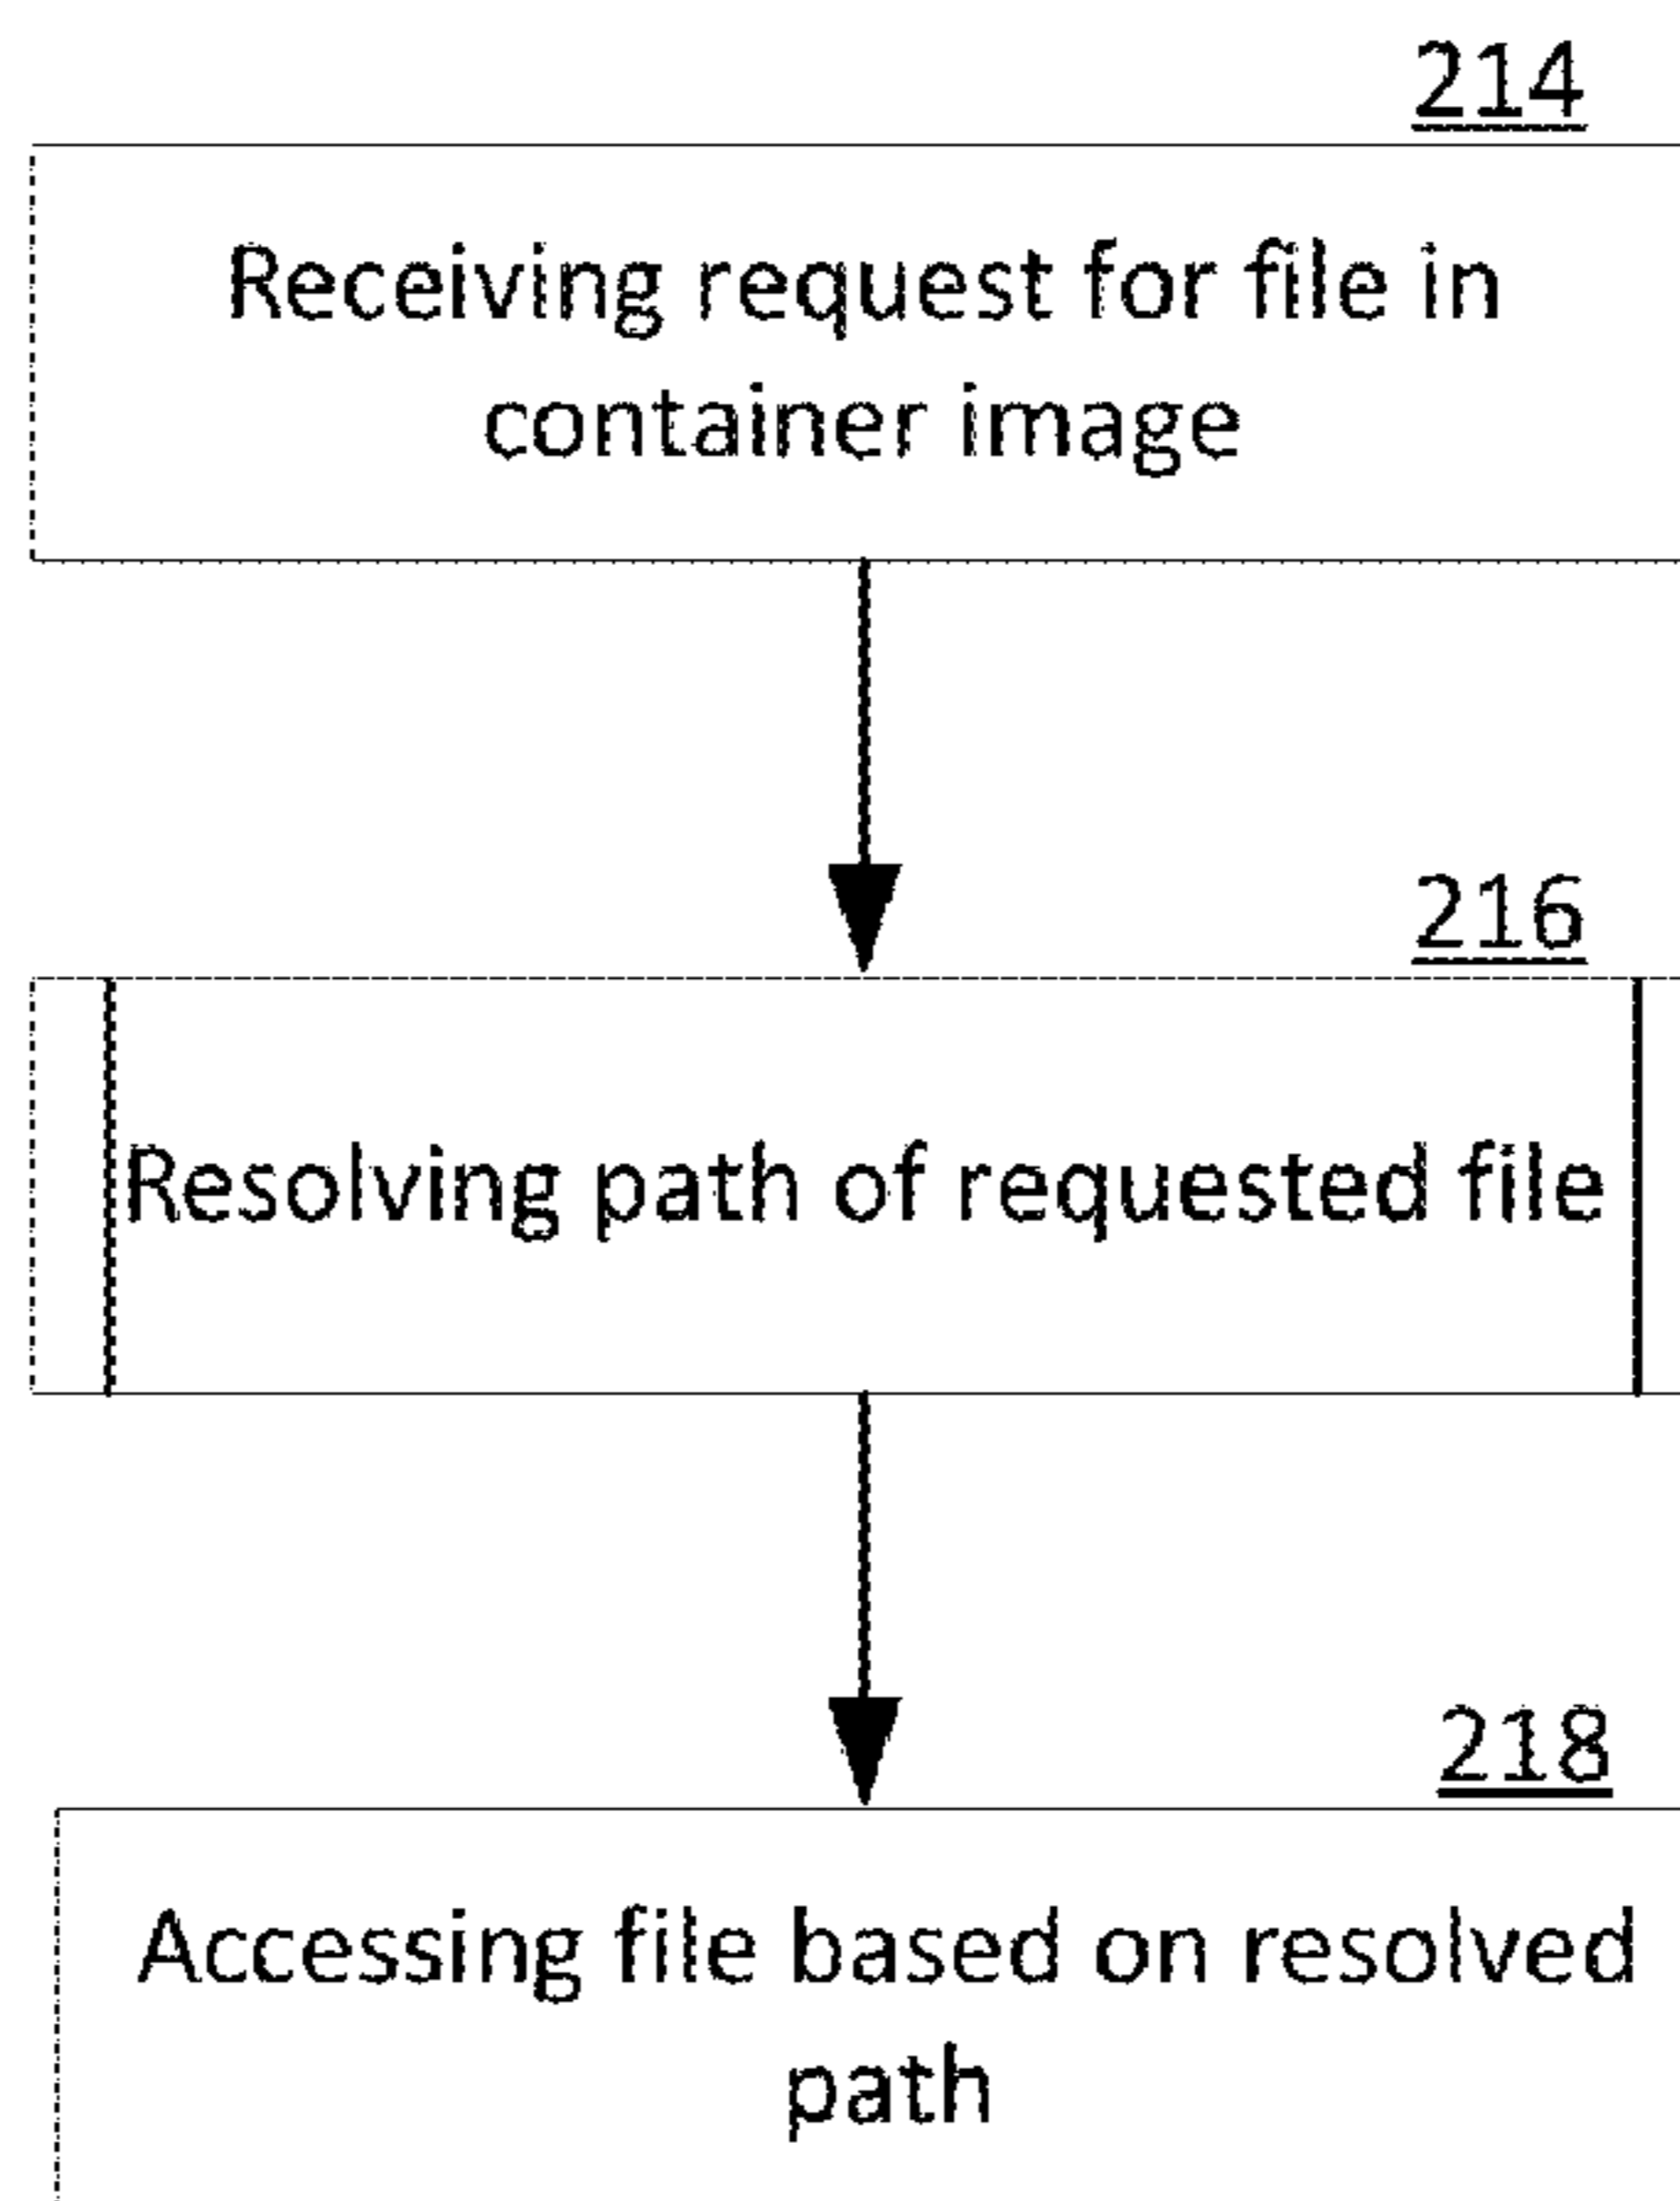 214
Receiving request for file in
container image
216
Resolving path of requested file
218
Accessing file based on resolved
path